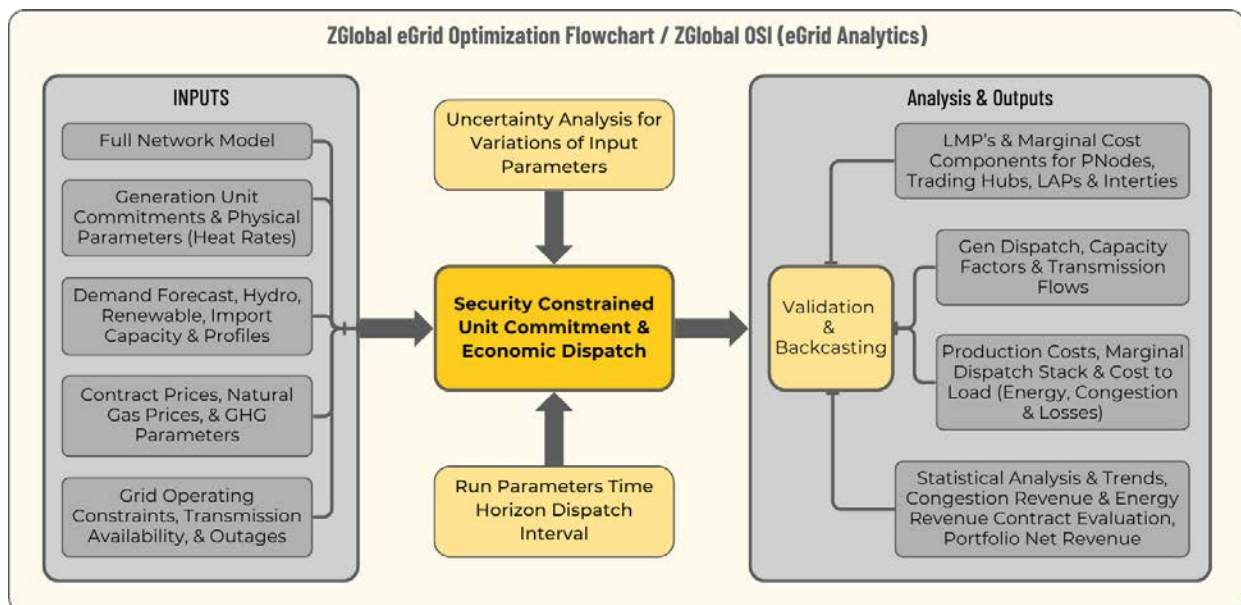 ZGlobal eGrid Optimization Flowchart / ZGlobal OSI (eGrid Analytics)
INPUTS
Full Network Model
Generation Unit
Commitments & Physical
Parameters (Heat Rates)
Demand Forecast, Hydro,
Renewable, Import
Capacity & Profiles
Contract Prices, Natural
Gas Prices, & GHG
Parameters
Grid Operating
Constraints, Transmission
Availability, & Outages
Uncertainty Analysis for
Variations of Input
Parameters
Security Constrained
Unit Commitment &
Economic Dispatch
Run Parameters Time
Horizon Dispatch
Interval
Analysis & Outputs
Validation
&
Backcasting
LMP's & Marginal Cost
Components for PNodes,
Trading Hubs, LAPs & Interties
Gen Dispatch, Capacity
Factors & Transmission
Flows
Production Costs, Marginal
Dispatch Stack & Cost to
Load (Energy, Congestion
& Losses)
Statistical Analysis & Trends,
Congestion Revenue & Energy
Revenue Contract Evaluation,
Portfolio Net Revenue